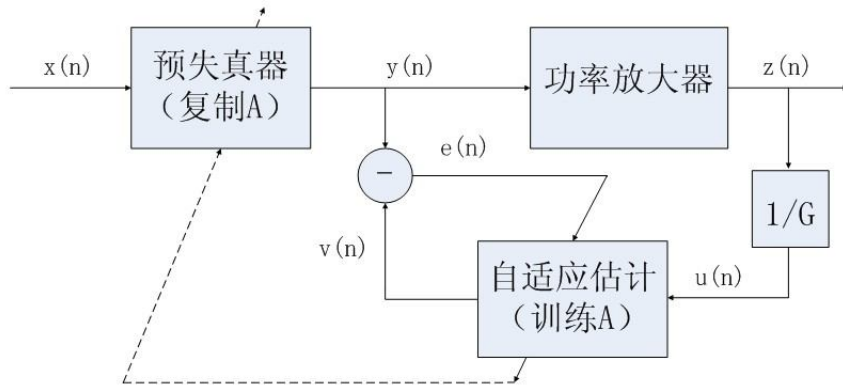 x(n)
预失真器
(复制A)
y(n)
功率放大器
z(n)
e(n)
-
1/G
v(n)
自适应估计
(训练A)
u(n)